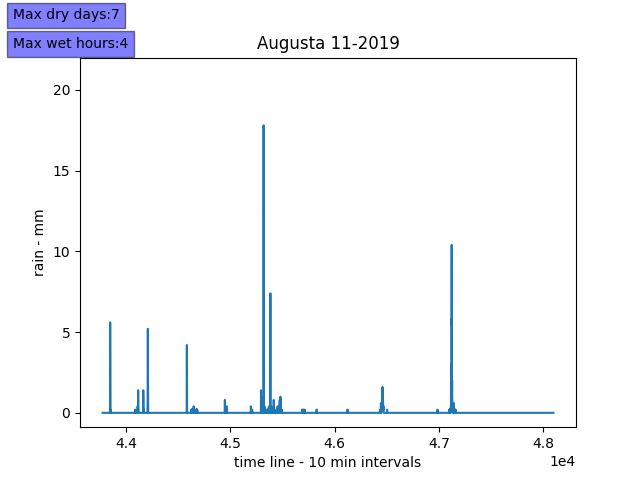 Max dry days:7
Max wet hours:4
Augusta 11-2019
rain - mm
20
15
10
5
0
4.4 4.5 4.6 4.7 4.8
1e4
time line - 10 min intervals